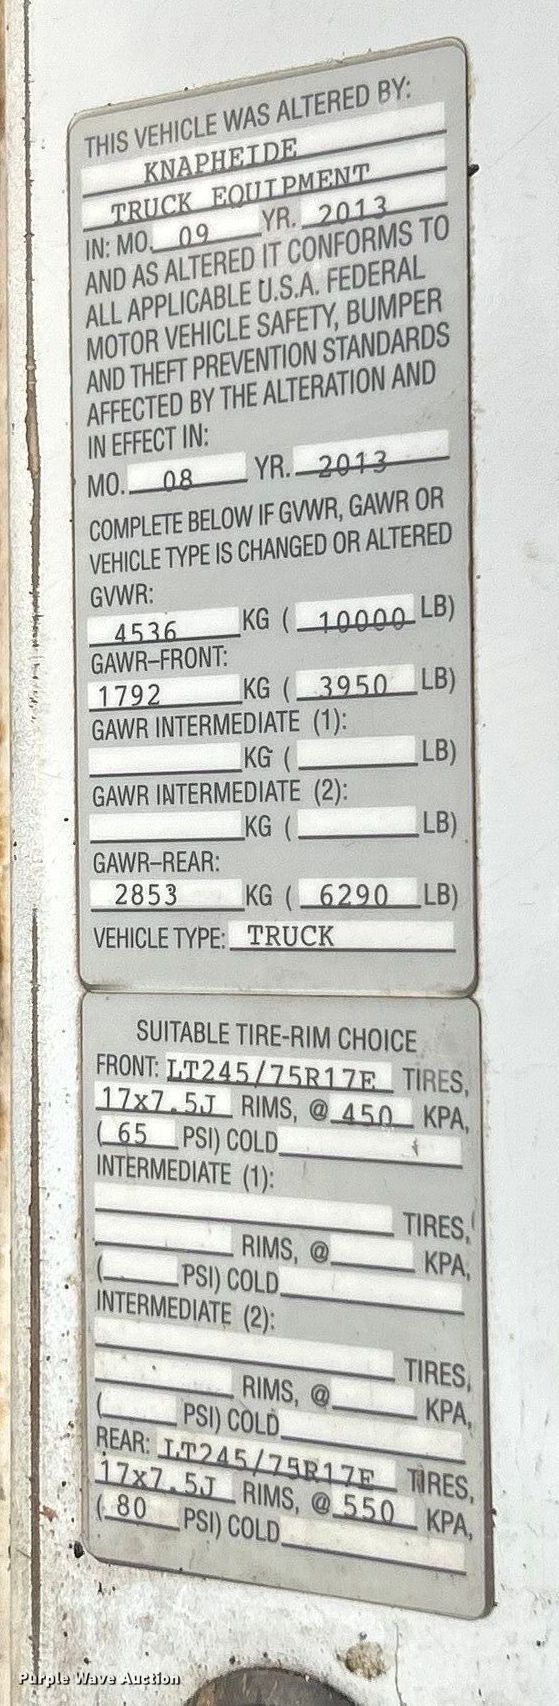 THIS VEHICLE WAS ALTERED BY:
KNAPHEIDE
TRUCK EQUIPMENT
IN: MO. 09 YR. 2013
AND AS ALTERED IT CONFORMS TO
ALL APPLICABLE U.S.A. FEDERAL
MOTOR VEHICLE SAFETY, BUMPER
AND THEFT PREVENTION STANDARDS
AFFECTED BY THE ALTERATION AND
IN EFFECT IN:
MO. 08 YR. 2013
COMPLETE BELOW IF GVWR, GAWR OR
VEHICLE TYPE IS CHANGED OR ALTERED
GVWR:
4536 KG ( 10000 LB)
GAWR-FRONT:
1792 KG ( 3950 LB)
GAWR INTERMEDIATE (1):
KG ( LB)
GAWR INTERMEDIATE (2):
KG ( LB)
GAWR-REAR:
2853 KG ( 6290 LB)
VEHICLE TYPE: TRUCK
SUITABLE TIRE-RIM CHOICE
FRONT: LT245/75R17E TIRES,
17x7.5J RIMS, @ 450 KPA,
( 65 PSI) COLD
INTERMEDIATE (1):
TIRES,
RIMS, @ KPA,
( PSI) COLD
INTERMEDIATE (2):
TIRES,
RIMS, @ KPA,
( PSI) COLD
REAR: LT245/75R17E TIRES,
17x7.5J RIMS, @ 550 KPA,
( 80 PSI) COLD
Purple Wave Auction